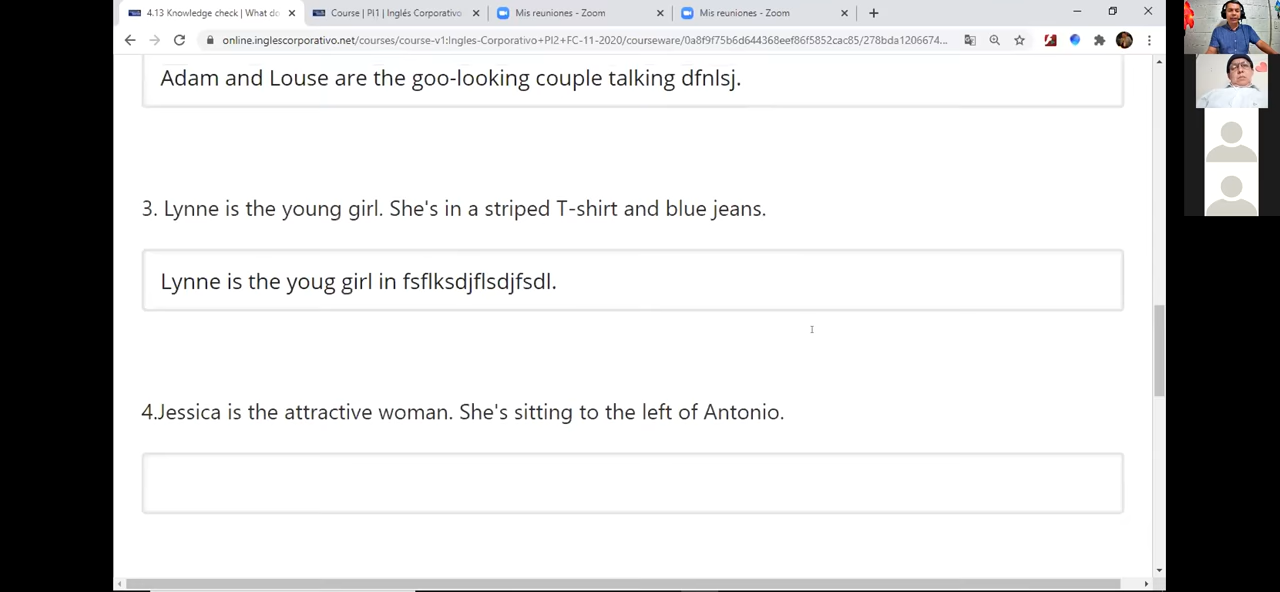 4.13 Knowledge check | What do
Course | PI1 | Inglés Corporativo
Mis reuniones - Zoom
Mis reuniones - Zoom
online.inglescorporativo.net/courses/course-v1:Ingles-Corporativo+PI2+FC-11-2020/courseware/0a8f9f75b6d644368eef86f5852cac85/278bda1206674...
Adam and Louse are the goo-looking couple talking dfnlsj.
3. Lynne is the young girl. She's in a striped T-shirt and blue jeans.
Lynne is the youg girl in fsflksdjflsdjfsdl.
4.Jessica is the attractive woman. She's sitting to the left of Antonio.